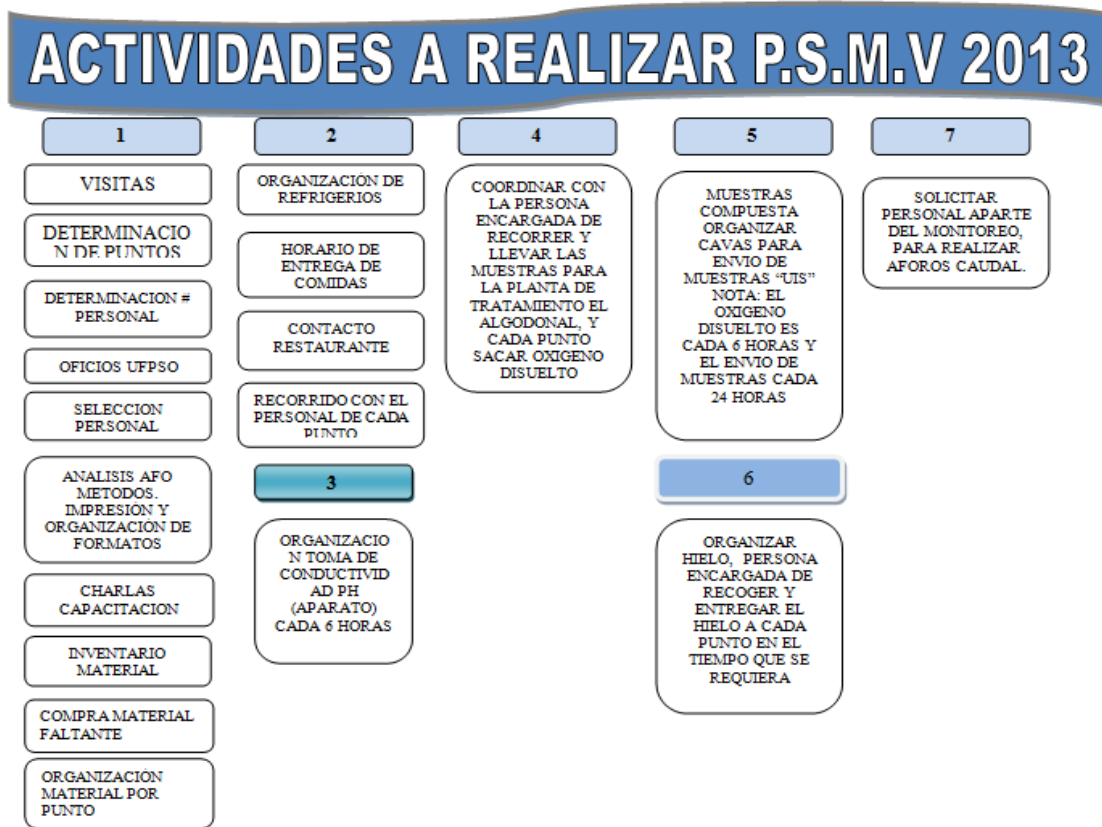 ACTIVIDADES A REALIZAR P.S.M.V 2013
1
VISITAS
DETERMINACIO
N DE PUNTOS
DETERMINACION #
PERSONAL
OFICIOS UFPSO
SELECCION
PERSONAL
ANALISIS AFO
METODOS.
IMPRESIÓN Y
ORGANIZACIÓN DE
FORMATOS
CHARLAS
CAPACITACION
INVENTARIO
MATERIAL
COMPRA MATERIAL
FALTANTE
ORGANIZACIÓN
MATERIAL POR
PUNTO
2
ORGANIZACIÓN DE
REFRIGERIOS
HORARIO DE
ENTREGA DE
COMIDAS
CONTACTO
RESTAURANTE
RECORRIDO CON EL
PERSONAL DE CADA
PUNTO
3
ORGANIZACIO
N TOMA DE
CONDUCTIVID
AD PH
(APARATO)
CADA 6 HORAS
4
COORDINAR CON
LA PERSONA
ENCARGADA DE
RECORRER Y
LLEVAR LAS
MUESTRAS PARA
LA PLANTA DE
TRATAMIENTO EL
ALGODONAL, Y
CADA PUNTO
SACAR OXIGENO
DISUELTO
5
MUESTRAS
COMPUESTA
ORGANIZAR
CAVAS PARA
ENVIO DE
MUESTRAS “UIS”
NOTA: EL
OXIGENO
DISUELTO ES
CADA 6 HORAS Y
EL ENVIO DE
MUESTRAS CADA
24 HORAS
6
ORGANIZAR
HIELO, PERSONA
ENCARGADA DE
RECOGER Y
ENTREGAR EL
HIELO A CADA
PUNTO EN EL
TIEMPO QUE SE
REQUIERA
7
SOLICITAR
PERSONAL APARTE
DEL MONITOREO,
PARA REALIZAR
AFOROS CAUDAL.